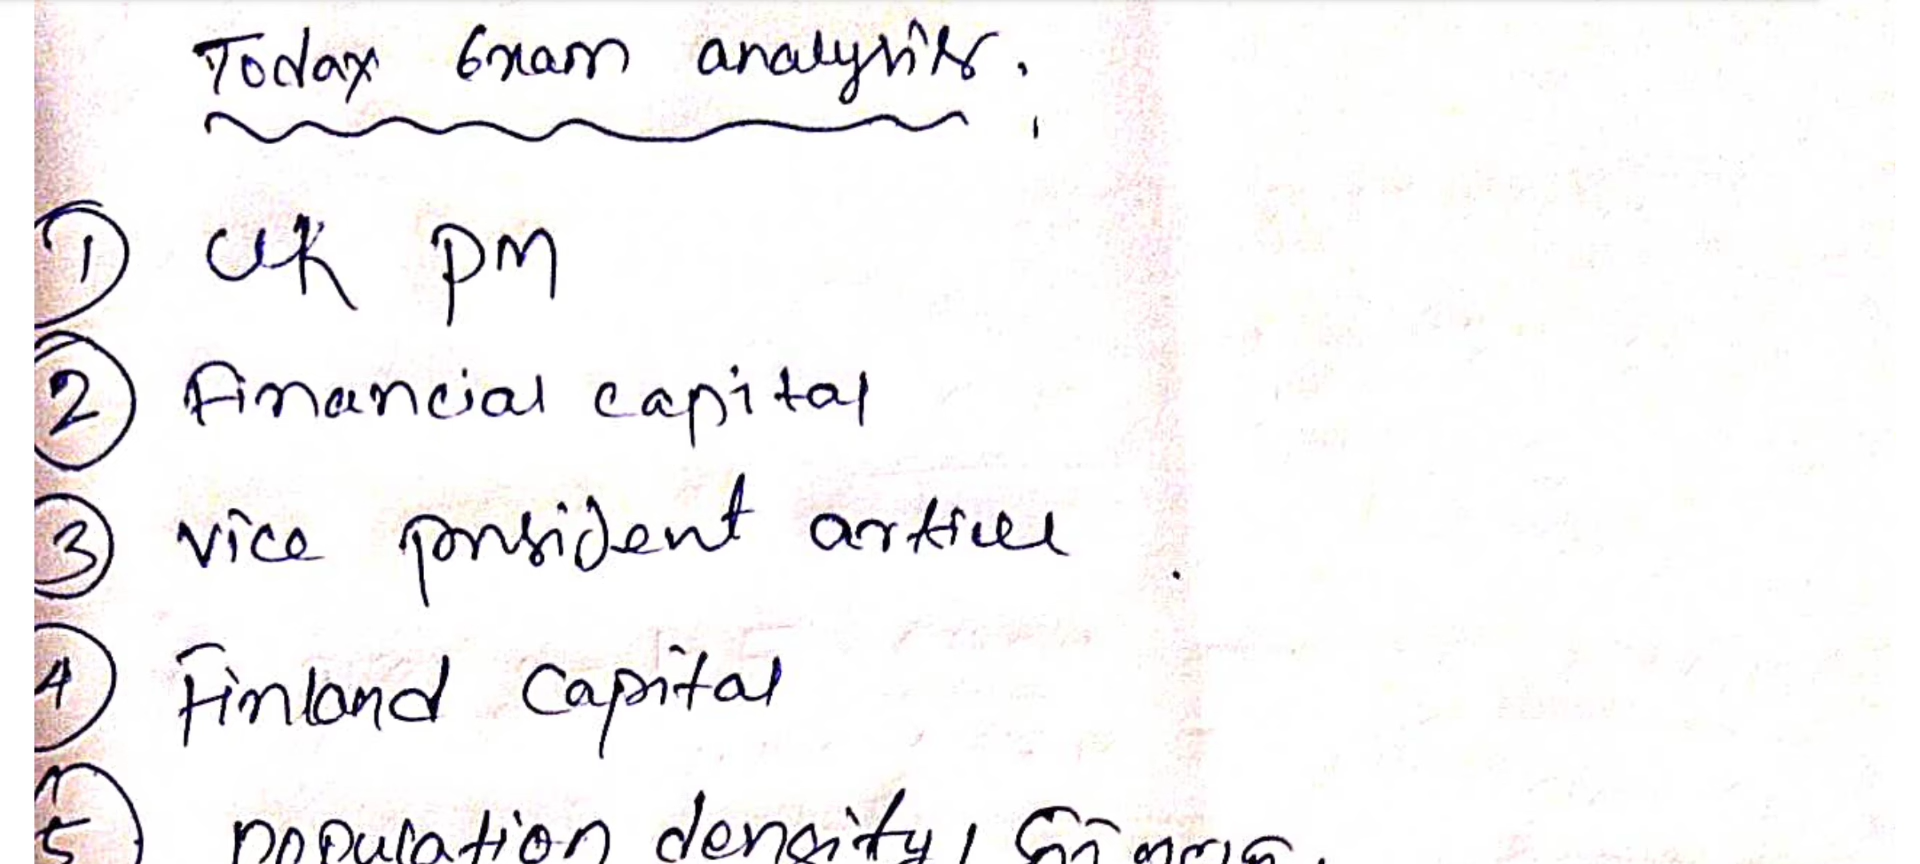 Today Exam analysis.
① UK PM
② Financial capital
③ Vice president article
④ Finland Capital
⑤ population density,